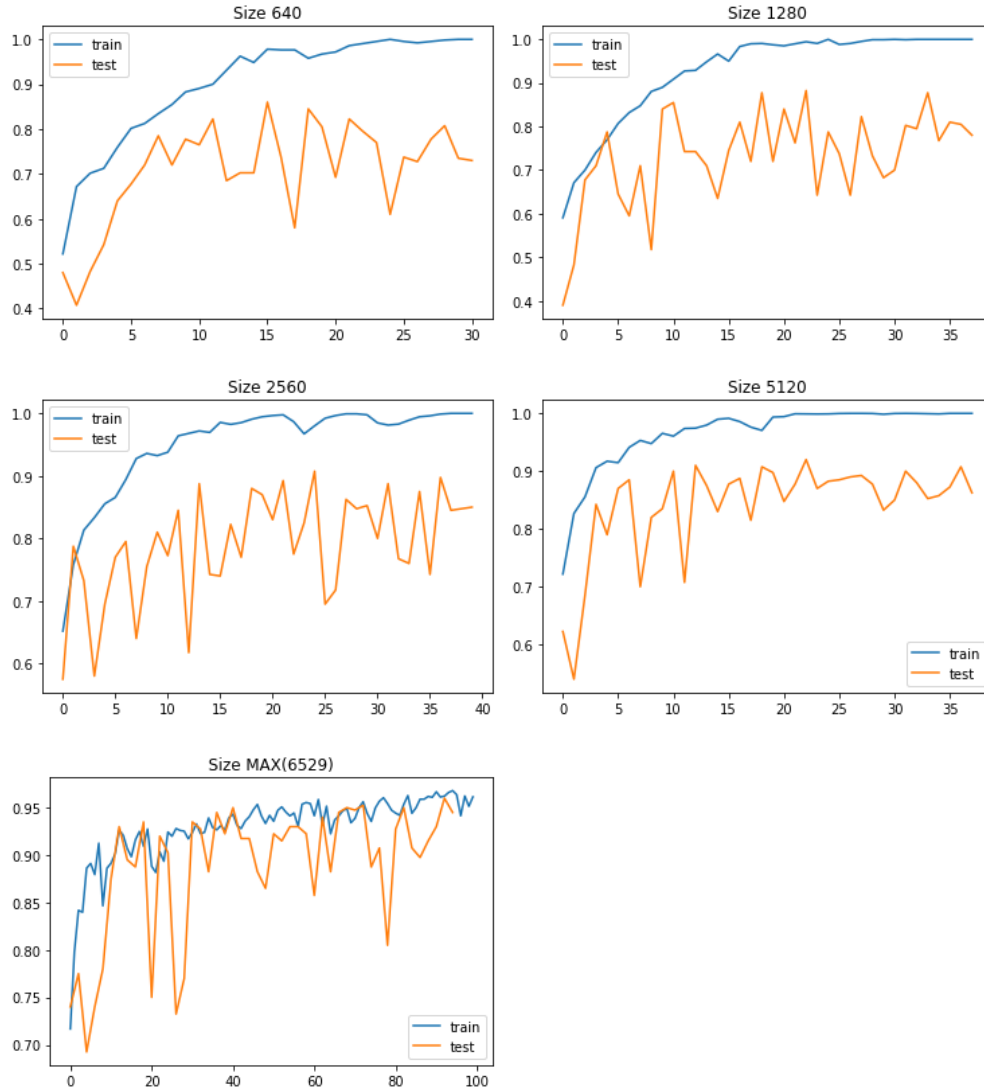 Size 640
1.0
0.9
0.8
0.7
0.6
0.5
0.4
train
test
0 5 10 15 20 25 30
Size 1280
1.0
0.9
0.8
0.7
0.6
0.5
0.4
train
test
0 5 10 15 20 25 30 35
Size 2560
1.0
0.9
0.8
0.7
0.6
train
test
0 5 10 15 20 25 30 35 40
Size 5120
1.0
0.9
0.8
0.7
0.6
train
test
0 5 10 15 20 25 30 35
Size MAX(6529)
0.95
0.90
0.85
0.80
0.75
0.70
train
test
0 20 40 60 80 100